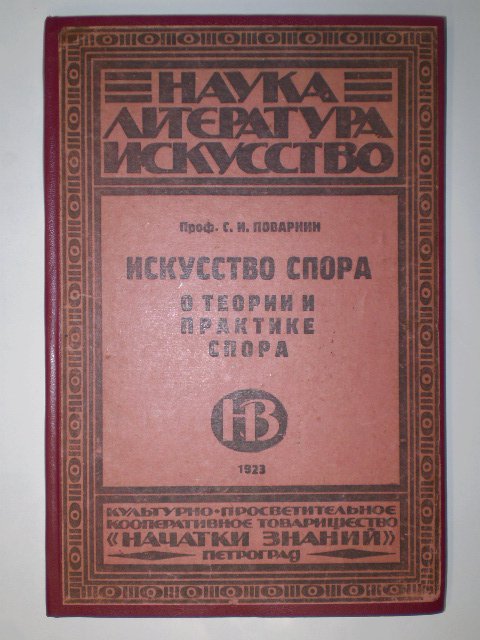 НАУКА
ЛИТЕРАТУРА
ИСКУССТВО
Проф. С. И. ПОВАРНИН
ИСКУССТВО СПОРА
О ТЕОРИИ И
ПРАКТИКЕ
СПОРА
НЗ
1923
КУЛЬТУРНО-ПРОСВЕТИТЕЛЬНОЕ
КООПЕРАТИВНОЕ ТОВАРИЩЕСТВО
«НАЧАТКИ ЗНАНИЙ»
ПЕТРОГРАД